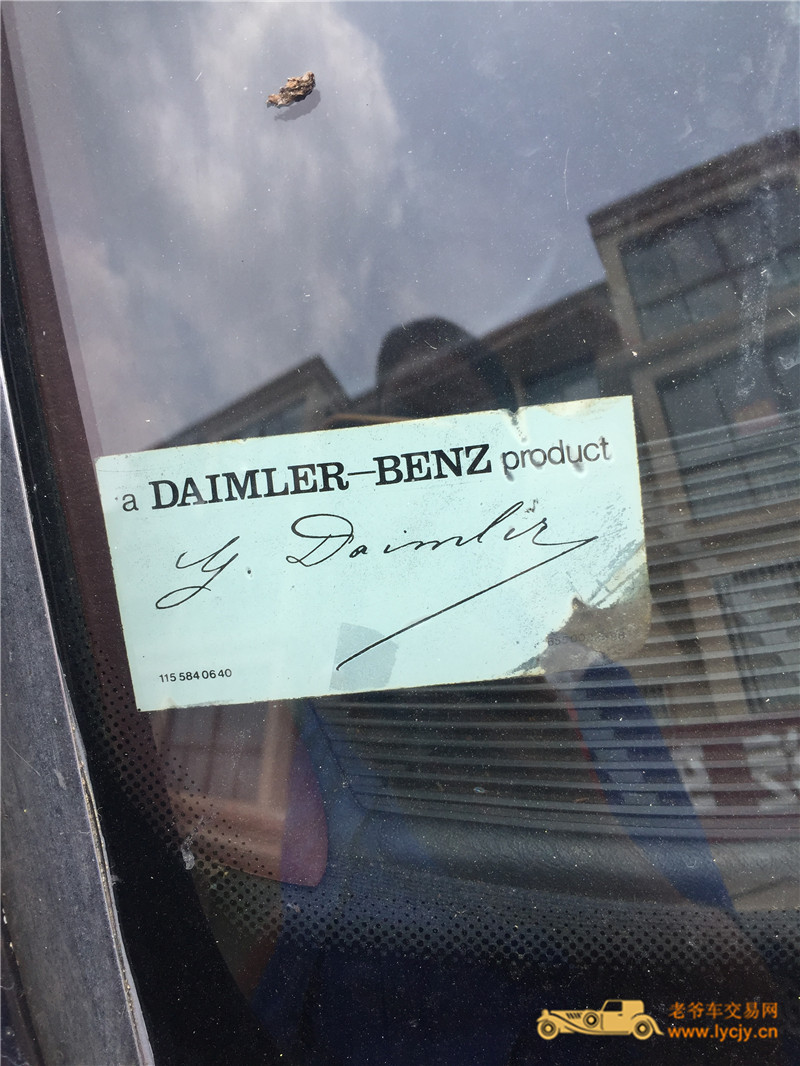 a DAIMLER-BENZ product
G. Daimler
115 584 06 40
老爷车交易网
www.lycjy.cn